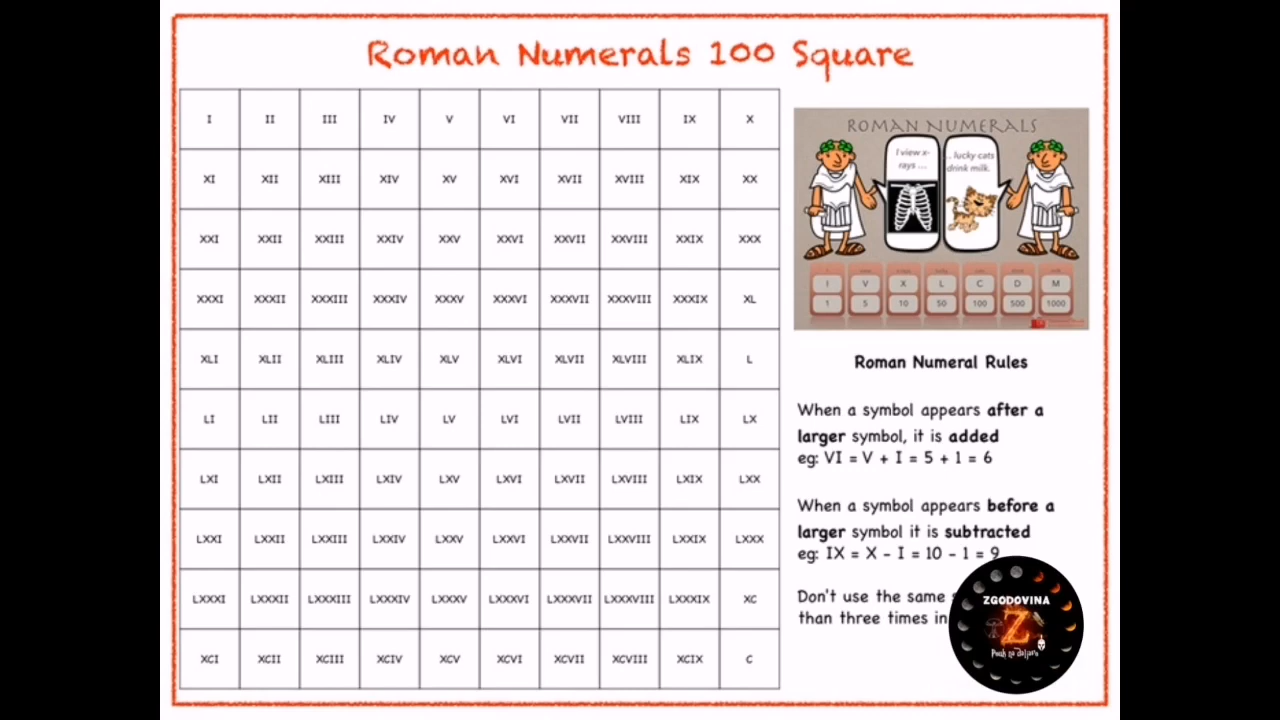 Roman Numerals 100 Square
I II III IV V VI VII VIII IX X
XI XII XIII XIV XV XVI XVII XVIII XIX XX
XXI XXII XXIII XXIV XXV XXVI XXVII XXVIII XXIX XXX
XXXI XXXII XXXIII XXXIV XXXV XXXVI XXXVII XXXVIII XXXIX XL
XLI XLII XLIII XLIV XLV XLVI XLVII XLVIII XLIX L
LI LII LIII LIV LV LVI LVII LVIII LIX LX
LXI LXII LXIII LXIV LXV LXVI LXVII LXVIII LXIX LXX
LXXI LXXII LXXIII LXXIV LXXV LXXVI LXXVII LXXVIII LXXIX LXXX
LXXXI LXXXII LXXXIII LXXXIV LXXXV LXXXVI LXXXVII LXXXVIII LXXXIX XC
XCI XCII XCIII XCIV XCV XCVI XCVII XCVIII XCIX C
ROMAN NUMERALS
I view x-
rays ...
.. lucky cats
drink milk.
I V X L C D M
1 5 10 50 100 500 1000
Roman Numeral Rules
When a symbol appears after a
larger symbol, it is added
eg: VI = V + I = 5 + 1 = 6
When a symbol appears before a
larger symbol it is subtracted
eg: IX = X - I = 10 - 1 = 9
Don't use the same
than three times in
ZGODOVINA
Z